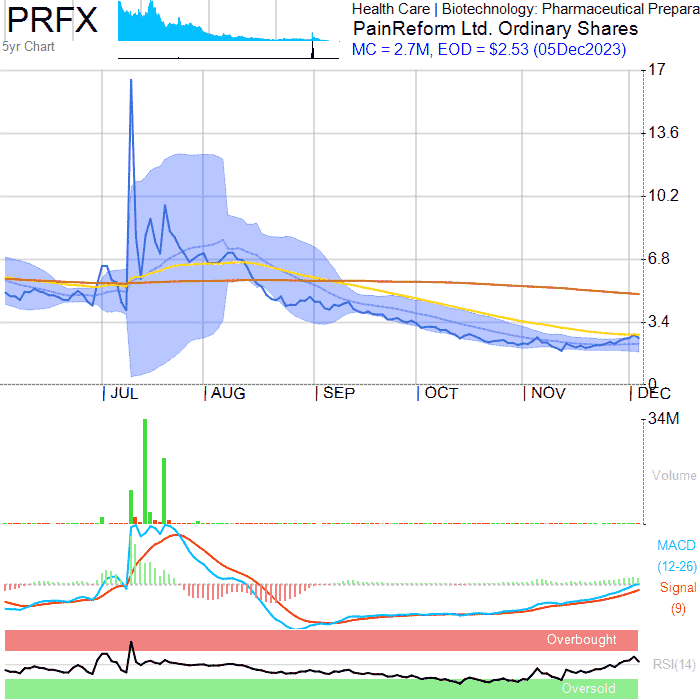 PRFX
5yr Chart
Health Care | Biotechnology: Pharmaceutical Prepara
PainReform Ltd. Ordinary Shares
MC = 2.7M, EOD = $2.53 (05Dec2023)
17
13.6
10.2
6.8
3.4
0
JUL AUG SEP OCT NOV DEC
34M
Volume
MACD
(12-26)
Signal
(9)
Overbought
RSI(14)
Oversold